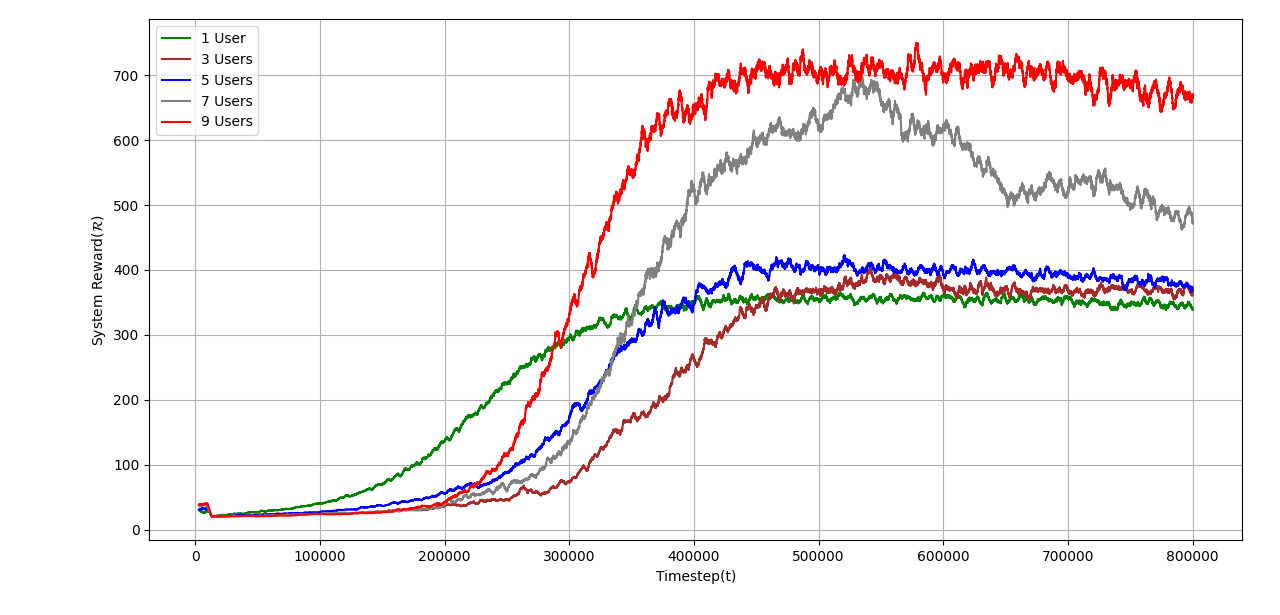 1 User
3 Users
5 Users
7 Users
9 Users
700
600
500
400
300
200
100
0
System Reward(ℛ)
0 100000 200000 300000 400000 500000 600000 700000 800000
Timestep(t)